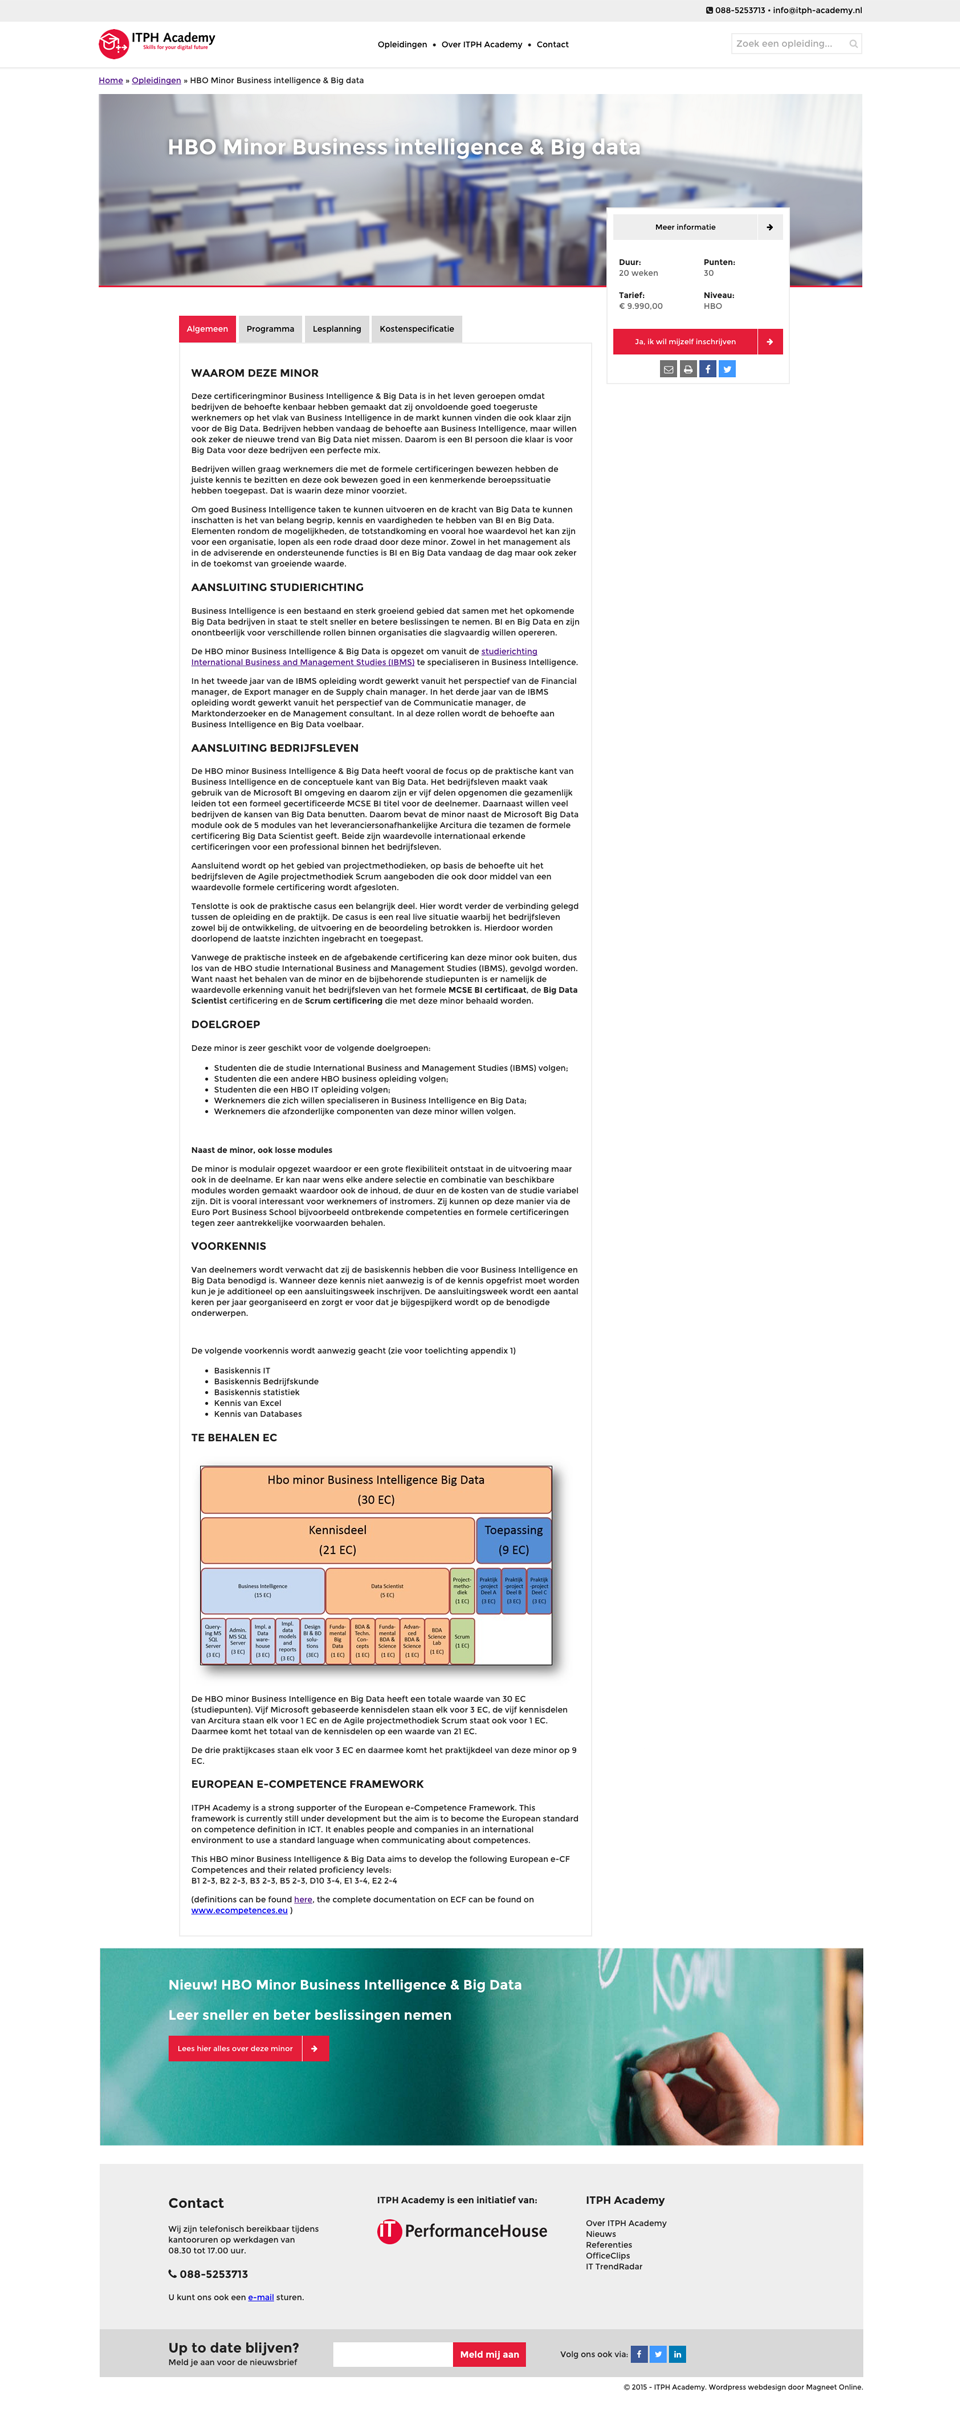 088-5253713 • info@itph-academy.nl
ITPH Academy
Skills for your digital future
Opleidingen • Over ITPH Academy • Contact
Zoek een opleiding...
Home » Opleidingen » HBO Minor Business intelligence & Big data
HBO Minor Business intelligence & Big data
Meer informatie
Duur: Punten:
20 weken 30
Tarief: Niveau:
€ 9.990,00 HBO
Ja, ik wil mijzelf inschrijven
Algemeen Programma Lesplanning Kostenspecificatie
WAAROM DEZE MINOR
Deze certificeringminor Business Intelligence & Big Data is in het leven geroepen omdat
bedrijven de behoefte kenbaar hebben gemaakt dat zij onvoldoende goed toegeruste
werknemers op het vlak van Business Intelligence in de markt kunnen vinden die ook klaar zijn
voor de Big Data. Bedrijven hebben vandaag de behoefte aan Business Intelligence, maar willen
ook zeker de nieuwe trend van Big Data niet missen. Daarom is een BI persoon die klaar is voor
Big Data voor deze bedrijven een perfecte mix.
Bedrijven willen graag werknemers die met de formele certificeringen bewezen hebben de
juiste kennis te bezitten en deze ook bewezen goed in een kenmerkende beroepssituatie
hebben toegepast. Dat is waarin deze minor voorziet.
Om goed Business Intelligence taken te kunnen uitvoeren en de kracht van Big Data te kunnen
inschatten is het van belang begrip, kennis en vaardigheden te hebben van BI en Big Data.
Elementen rondom de mogelijkheden, de totstandkoming en vooral hoe waardevol het kan zijn
voor een organisatie, lopen als een rode draad door deze minor. Zowel in het management als
in de adviserende en ondersteunende functies is BI en Big Data vandaag de dag maar ook zeker
in de toekomst van groeiende waarde.
AANSLUITING STUDIERICHTING
Business Intelligence is een bestaand en sterk groeiend gebied dat samen met het opkomende
Big Data bedrijven in staat te stelt sneller en betere beslissingen te nemen. BI en Big Data en zijn
onontbeerlijk voor verschillende rollen binnen organisaties die slagvaardig willen opereren.
De HBO minor Business Intelligence & Big Data is opgezet om vanuit de studierichting
International Business and Management Studies (IBMS) te specialiseren in Business Intelligence.
In het tweede jaar van de IBMS opleiding wordt gewerkt vanuit het perspectief van de Financial
manager, de Export manager en de Supply chain manager. In het derde jaar van de IBMS
opleiding wordt gewerkt vanuit het perspectief van de Communicatie manager, de
Marktonderzoeker en de Management consultant. In al deze rollen wordt de behoefte aan
Business Intelligence en Big Data voelbaar.
AANSLUITING BEDRIJFSLEVEN
De HBO minor Business Intelligence & Big Data heeft vooral de focus op de praktische kant van
Business Intelligence en de conceptuele kant van Big Data. Het bedrijfsleven maakt vaak
gebruik van de Microsoft BI omgeving en daarom zijn er vijf delen opgenomen die gezamenlijk
leiden tot een formeel gecertificeerde MCSE BI titel voor de deelnemer. Daarnaast willen veel
bedrijven de kansen van Big Data benutten. Daarom bevat de minor naast de Microsoft Big Data
module ook de 5 modules van het leveranciersonafhankelijke Arcitura die tezamen de formele
certificering Big Data Scientist geeft. Beide zijn waardevolle internationaal erkende
certificeringen voor een professional binnen het bedrijfsleven.
Aansluitend wordt op het gebied van projectmethodieken, op basis de behoefte uit het
bedrijfsleven de Agile projectmethodiek Scrum aangeboden die ook door middel van een
waardevolle formele certificering wordt afgesloten.
Tenslotte is ook de praktische casus een belangrijk deel. Hier wordt verder de verbinding gelegd
tussen de opleiding en de praktijk. De casus is een real live situatie waarbij het bedrijfsleven
zowel bij de ontwikkeling, de uitvoering en de beoordeling betrokken is. Hierdoor worden
doorlopend de laatste inzichten ingebracht en toegepast.
Vanwege de praktische insteek en de afgebakende certificering kan deze minor ook buiten, dus
los van de HBO studie International Business and Management Studies (IBMS), gevolgd worden.
Want naast het behalen van de minor en de bijbehorende studiepunten is er namelijk de
waardevolle erkenning vanuit het bedrijfsleven van het formele MCSE BI certificaat, de Big Data
Scientist certificering en de Scrum certificering die met deze minor behaald worden.
DOELGROEP
Deze minor is zeer geschikt voor de volgende doelgroepen:
• Studenten die de studie International Business and Management Studies (IBMS) volgen;
• Studenten die een andere HBO business opleiding volgen;
• Studenten die een HBO IT opleiding volgen;
• Werknemers die zich willen specialiseren in Business Intelligence en Big Data;
• Werknemers die afzonderlijke componenten van deze minor willen volgen.
Naast de minor, ook losse modules
De minor is modulair opgezet waardoor er een grote flexibiliteit ontstaat in de uitvoering maar
ook in de deelname. Er kan naar wens elke andere selectie en combinatie van beschikbare
modules worden gemaakt waardoor ook de inhoud, de duur en de kosten van de studie variabel
zijn. Dit is vooral interessant voor werknemers of instromers. Zij kunnen op deze manier via de
Euro Port Business School bijvoorbeeld ontbrekende competenties en formele certificeringen
tegen zeer aantrekkelijke voorwaarden behalen.
VOORKENNIS
Van deelnemers wordt verwacht dat zij de basiskennis hebben die voor Business Intelligence en
Big Data benodigd is. Wanneer deze kennis niet aanwezig is of de kennis opgefrist moet worden
kun je je additioneel op een aansluitingsweek inschrijven. De aansluitingsweek wordt een aantal
keren per jaar georganiseerd en zorgt er voor dat je bijgespijkerd wordt op de benodigde
onderwerpen.
De volgende voorkennis wordt aanwezig geacht (zie voor toelichting appendix 1)
• Basiskennis IT
• Basiskennis Bedrijfskunde
• Basiskennis statistiek
• Kennis van Excel
• Kennis van Databases
TE BEHALEN EC
Hbo minor Business Intelligence Big Data
(30 EC)
Kennisdeel
(21 EC)
Toepassing
(9 EC)
Business Intelligence
(15 EC)
Data Scientist
(5 EC)
Project-
metho-
diek
(1 EC)
Praktijk
-project
Deel A
(3 EC)
Praktijk
-project
Deel B
(3 EC)
Praktijk
-project
Deel C
(3 EC)
Query-
ing MS
SQL
Server
(3 EC)
Admin.
MS SQL
Server
(3 EC)
Impl. a
Data
ware-
house
(3 EC)
Impl.
data
models
and
reports
(3 EC)
Design
BI & BD
solu-
tions
(3EC)
Funda-
mental
Big
Data
(1 EC)
BDA &
Techn.
Con-
cepts
(1 EC)
Funda-
mental
BDA &
Science
(1 EC)
Advan-
ced
BDA &
Science
(1 EC)
BDA
Science
Lab
(1 EC)
Scrum
(1 EC)
De HBO minor Business Intelligence en Big Data heeft een totale waarde van 30 EC
(studiepunten). Vijf Microsoft gebaseerde kennisdelen staan elk voor 3 EC, de vijf kennisdelen
van Arcitura staan elk voor 1 EC en de Agile projectmethodiek Scrum staat ook voor 1 EC.
Daarmee komt het totaal van de kennisdelen op een waarde van 21 EC.
De drie praktijkcases staan elk voor 3 EC en daarmee komt het praktijkdeel van deze minor op 9
EC.
EUROPEAN E-COMPETENCE FRAMEWORK
ITPH Academy is a strong supporter of the European e-Competence Framework. This
framework is currently still under development but the aim is to become the European standard
on competence definition in ICT. It enables people and companies in an international
environment to use a standard language when communicating about competences.
This HBO minor Business Intelligence & Big Data aims to develop the following European e-CF
Competences and their related proficiency levels:
B1 2-3, B2 2-3, B3 2-3, B5 2-3, D10 3-4, E1 3-4, E2 2-4
(definitions can be found here, the complete documentation on ECF can be found on
www.ecompetences.eu )
Nieuw! HBO Minor Business Intelligence & Big Data
Leer sneller en beter beslissingen nemen
Lees hier alles over deze minor
Contact
Wij zijn telefonisch bereikbaar tijdens
kantooruren op werkdagen van
08.30 tot 17.00 uur.
088-5253713
U kunt ons ook een e-mail sturen.
ITPH Academy is een initiatief van:
IT PerformanceHouse
ITPH Academy
Over ITPH Academy
Nieuws
Referenties
OfficeClips
IT TrendRadar
Up to date blijven?
Meld je aan voor de nieuwsbrief
Meld mij aan
Volg ons ook via:
© 2015 - ITPH Academy. Wordpress webdesign door Magneet Online.